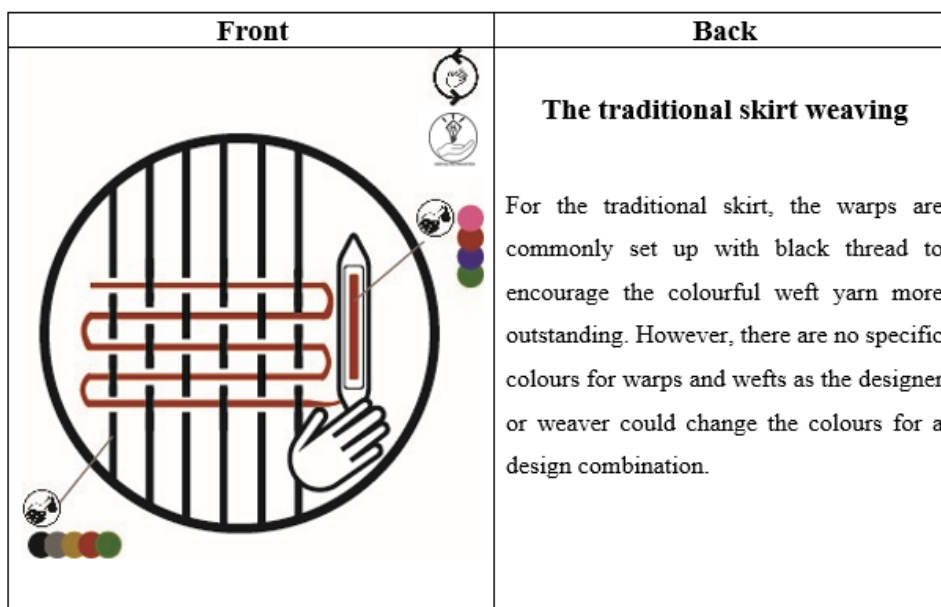 Front
Back
The traditional skirt weaving
For the traditional skirt, the warps are
commonly set up with black thread to
encourage the colourful weft yarn more
outstanding. However, there are no specific
colours for warps and wefts as the designer
or weaver could change the colours for a
design combination.